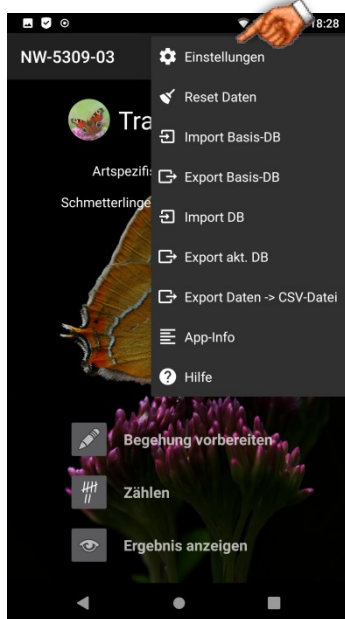 18:28
NW-5309-03
Einstellungen
Reset Daten
Tra
Import Basis-DB
Artspezifi
Export Basis-DB
Schmetterlinge
Import DB
Export akt. DB
Export Daten -> CSV-Datei
App-Info
Hilfe
Begehung vorbereiten
Zählen
Ergebnis anzeigen